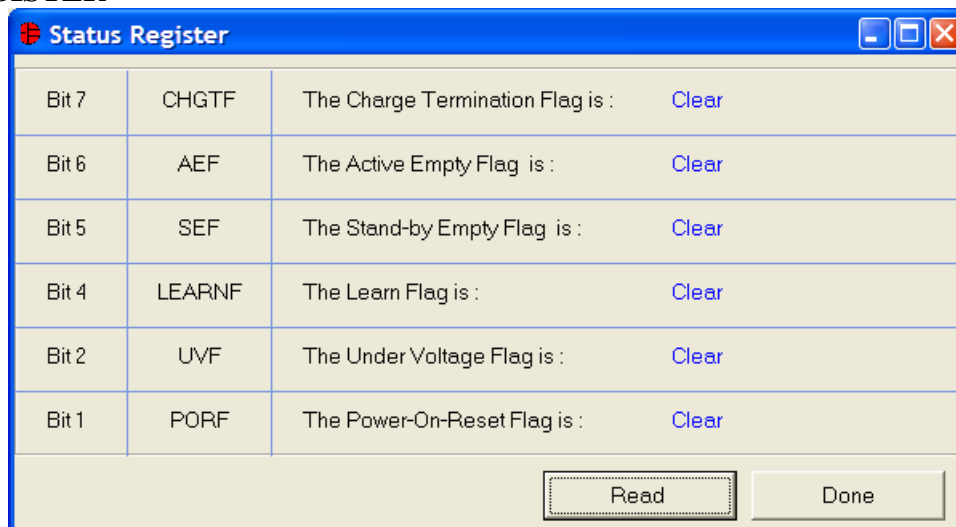 Status Register
Bit 7 CHGTF The Charge Termination Flag is : Clear
Bit 6 AEF The Active Empty Flag is : Clear
Bit 5 SEF The Stand-by Empty Flag is : Clear
Bit 4 LEARNF The Learn Flag is : Clear
Bit 2 UVF The Under Voltage Flag is : Clear
Bit 1 PORF The Power-On-Reset Flag is : Clear
Read Done